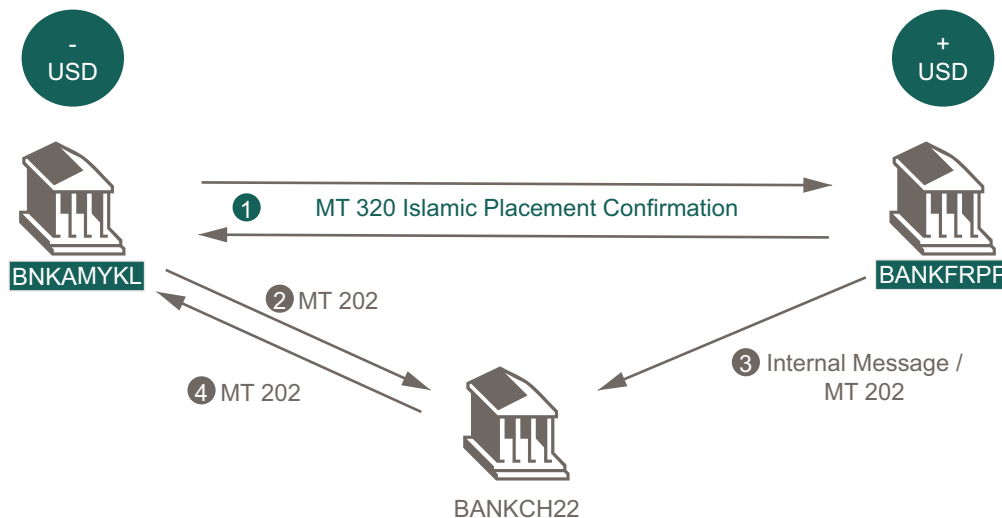 -
USD
+
USD
1 MT 320 Islamic Placement Confirmation
BNKAMYKL
BANKFRPP
2 MT 202
3 Internal Message /
MT 202
4 MT 202
BANKCH22